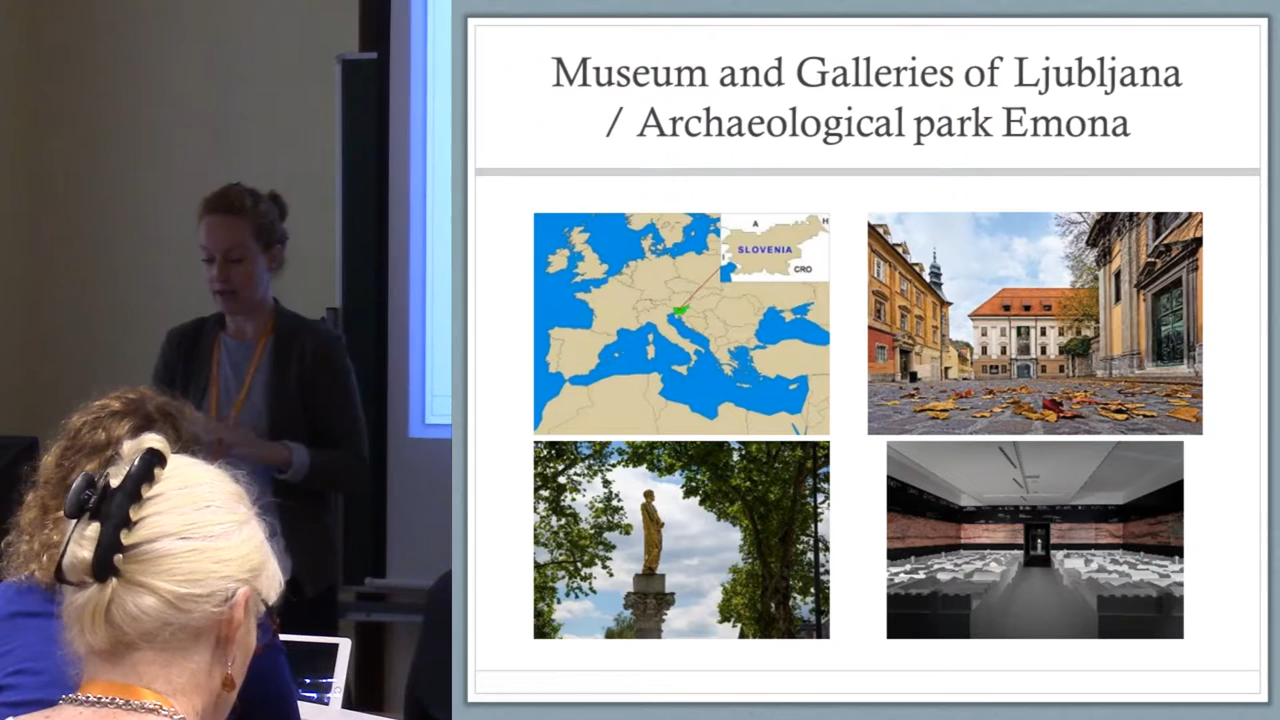 Museum and Galleries of Ljubljana
/ Archaeological park Emona
A
H
SLOVENIA
I
CRO